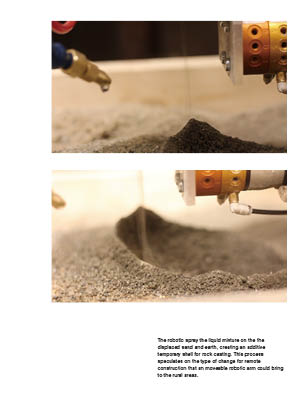 The robotic spray the liquid mixture on the the
displaced sand and earth, creating an additive
temporary shell for rock casting. This process
speculates on the type of change for remote
construction that an moveable robotic arm could bring
to the rural areas.